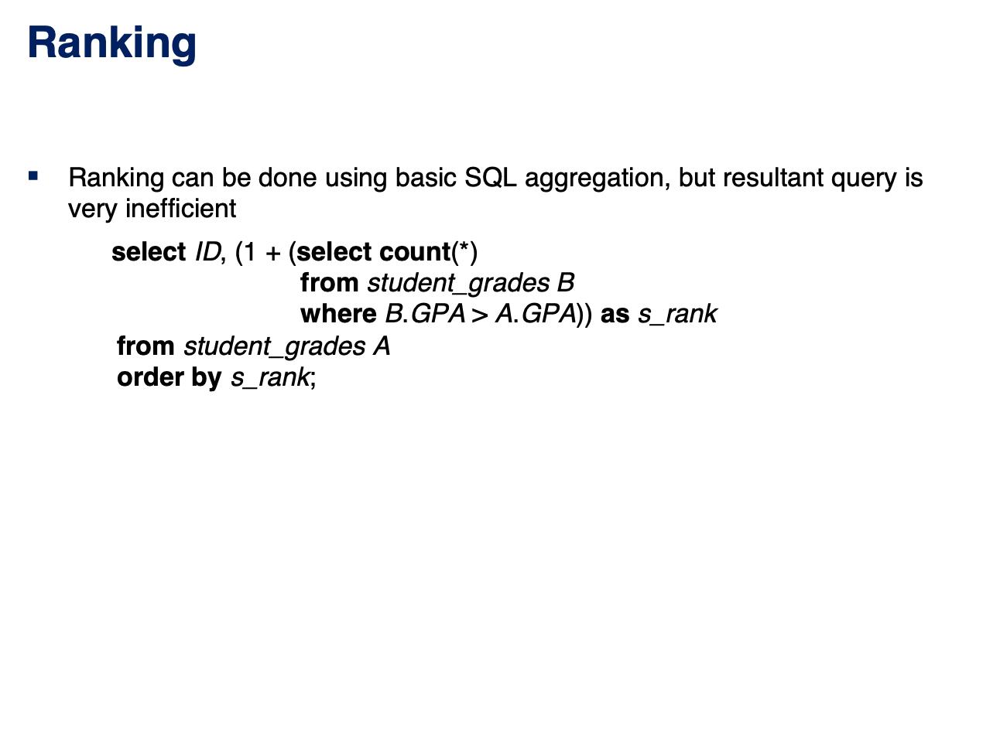 Ranking
Ranking can be done using basic SQL aggregation, but resultant query is
very inefficient
select ID, (1 + (select count(*)
from student_grades B
where B.GPA > A.GPA)) as s_rank
from student_grades A
order by s_rank;